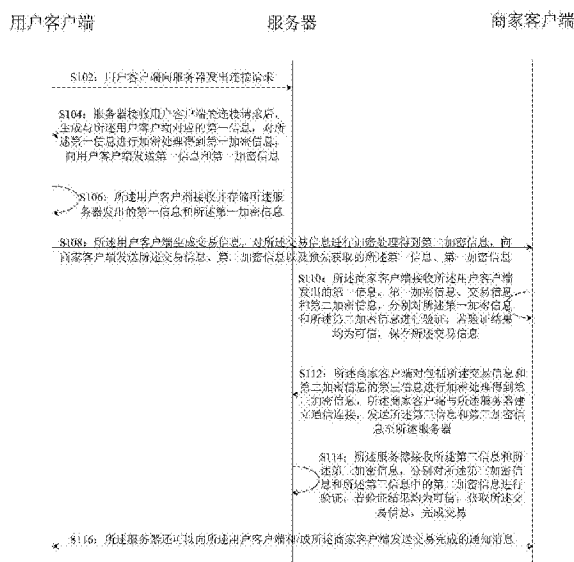 用户客户端
服务器
商家客户端
S102：用户客户端向服务器发出连接请求
S104：服务器接收用户客户端的连接请求后，
生成与所述用户客户端对应的第一信息，对所
述第一信息进行加密处理得到第一加密信息；
向用户客户端发送第一信息和第一加密信息
S106：所述用户客户端接收并存储所述服
务器发出的第一信息和所述第一加密信息
S108：所述用户客户端生成交易信息，对所述交易信息进行加密处理得到第二加密信息，向
商家客户端发送所述交易信息、第二加密信息以及预先获取的所述第一信息、第一加密信息
S110：所述商家客户端接收所述用户客户端
发出的第一信息、第一加密信息、交易信息
和第二加密信息，分别对所述第一加密信息
和所述第二加密信息进行验证，若验证结果
均为可信，保存所述交易信息
S112：所述商家客户端对包括所述交易信息和
第二加密信息的第三信息进行加密处理得到第
三加密信息，所述商家客户端与所述服务器建
立通信连接，发送所述第三信息和第三加密信
息至所述服务器
S114：所述服务器接收所述第三信息和所
述第三加密信息，分别对所述第三加密信
息和所述第三信息中的第二加密信息进行
验证，若验证结果均为可信，获取所述交
易信息，完成交易
S116：所述服务器还可以向所述用户客户端和/或所述商家客户端发送交易完成的通知消息